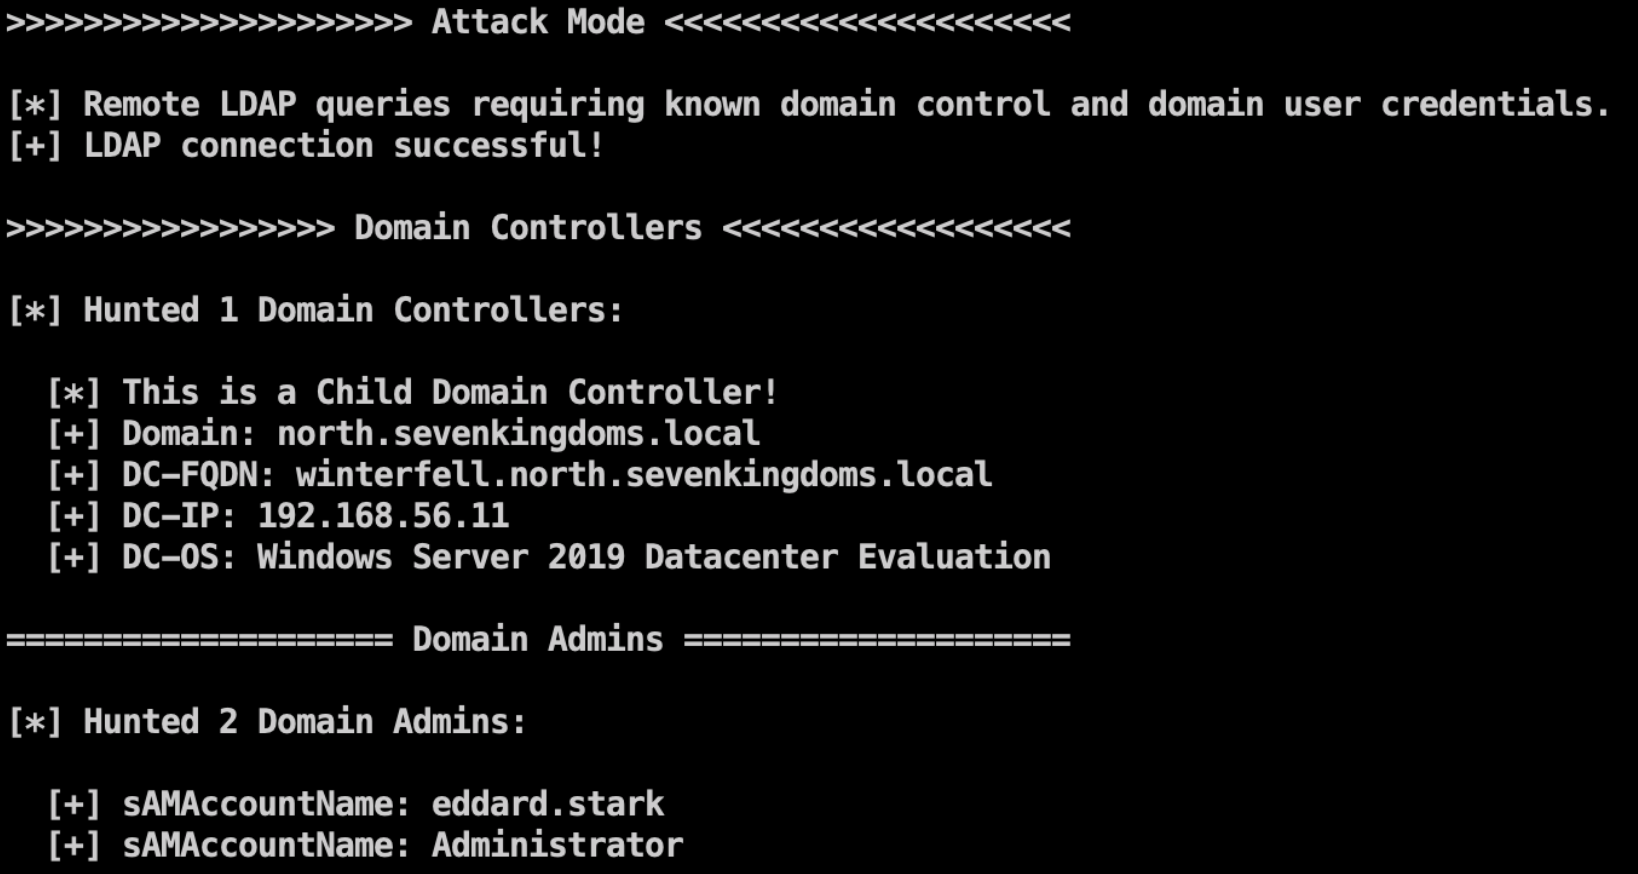 >>>>>>>>>>>>>>>>>>>>> Attack Mode <<<<<<<<<<<<<<<<<<<<<
[*] Remote LDAP queries requiring known domain control and domain user credentials.
[+] LDAP connection successful!
>>>>>>>>>>>>>>>>> Domain Controllers <<<<<<<<<<<<<<<<<<
[*] Hunted 1 Domain Controllers:
[*] This is a Child Domain Controller!
[+] Domain: north.sevenkingdoms.local
[+] DC-FQDN: winterfell.north.sevenkingdoms.local
[+] DC-IP: 192.168.56.11
[+] DC-OS: Windows Server 2019 Datacenter Evaluation
==================== Domain Admins ====================
[*] Hunted 2 Domain Admins:
[+] sAMAccountName: eddard.stark
[+] sAMAccountName: Administrator